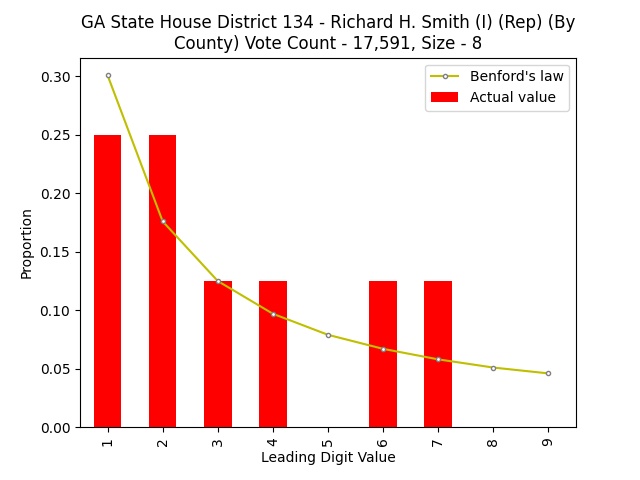 GA State House District 134 - Richard H. Smith (I) (Rep) (By
County) Vote Count - 17,591, Size - 8
Benford's law
Actual value
0.30
0.25
0.20
0.15
0.10
0.05
0.00
Proportion
1 2 3 4 5 6 7 8 9
Leading Digit Value